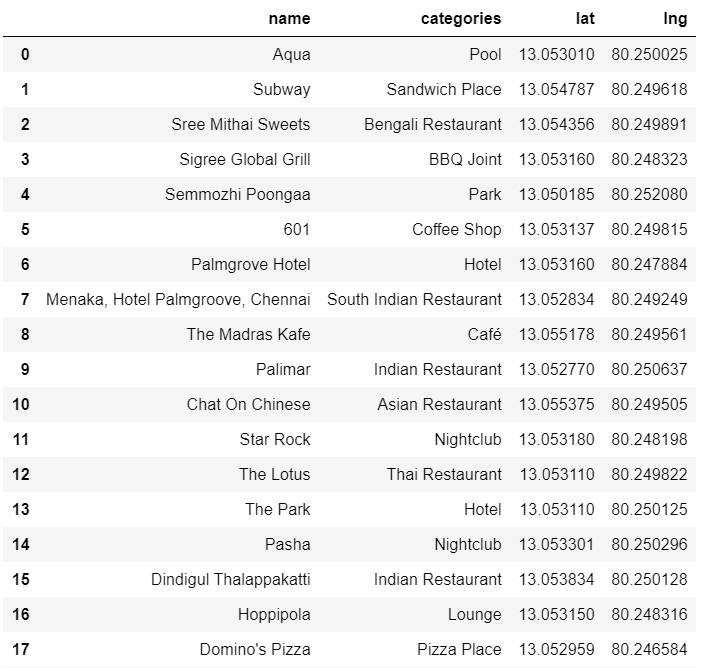 name categories lat lng
0 Aqua Pool 13.053010 80.250025
1 Subway Sandwich Place 13.054787 80.249618
2 Sree Mithai Sweets Bengali Restaurant 13.054356 80.249891
3 Sigree Global Grill BBQ Joint 13.053160 80.248323
4 Semmozhi Poongaa Park 13.050185 80.252080
5 601 Coffee Shop 13.053137 80.249815
6 Palmgrove Hotel Hotel 13.053160 80.247884
7 Menaka, Hotel Palmgroove, Chennai South Indian Restaurant 13.052834 80.249249
8 The Madras Kafe Café 13.055178 80.249561
9 Palimar Indian Restaurant 13.052770 80.250637
10 Chat On Chinese Asian Restaurant 13.055375 80.249505
11 Star Rock Nightclub 13.053180 80.248198
12 The Lotus Thai Restaurant 13.053110 80.249822
13 The Park Hotel 13.053110 80.250125
14 Pasha Nightclub 13.053301 80.250296
15 Dindigul Thalappakatti Indian Restaurant 13.053834 80.250128
16 Hoppipola Lounge 13.053150 80.248316
17 Domino's Pizza Pizza Place 13.052959 80.246584